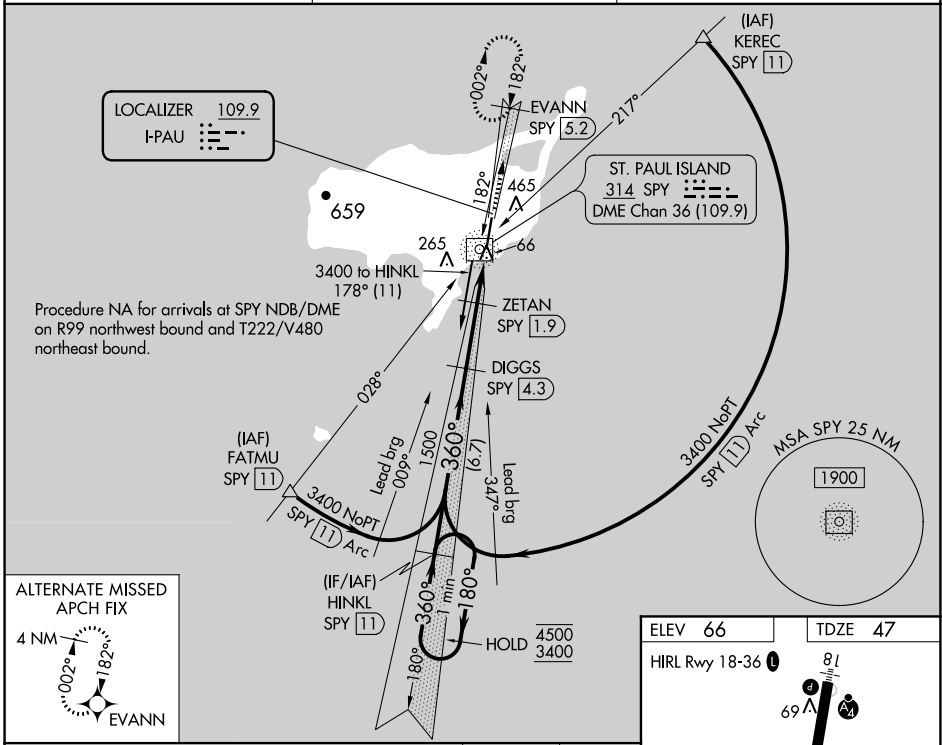 (IAF)
KEREC
SPY 11
002°
182°
EVANN
SPY 5.2
217°
LOCALIZER 109.9
I-PAU
182°
465
ST. PAUL ISLAND
314 SPY
DME Chan 36 (109.9)
659
265
66
3400 to HINKL
178° (11)
ZETAN
SPY 1.9
Procedure NA for arrivals at SPY NDB/DME
on R99 northwest bound and T222/V480
northeast bound.
DIGGS
SPY 4.3
028°
(IAF)
FATMU
SPY 11
Lead brg
009°
1500
360°
(6.7)
Lead brg
347°
3400 NoPT
SPY 11 Arc
3400 NoPT
SPY 11 Arc
MSA SPY 25 NM
1900
(IF/IAF)
HINKL
SPY 11
360°
1 min
180°
HOLD 4500
3400
180°
ALTERNATE MISSED
APCH FIX
4 NM
002°
182°
EVANN
ELEV 66
TDZE 47
HIRL Rwy 18-36 L
18
P
69
A4